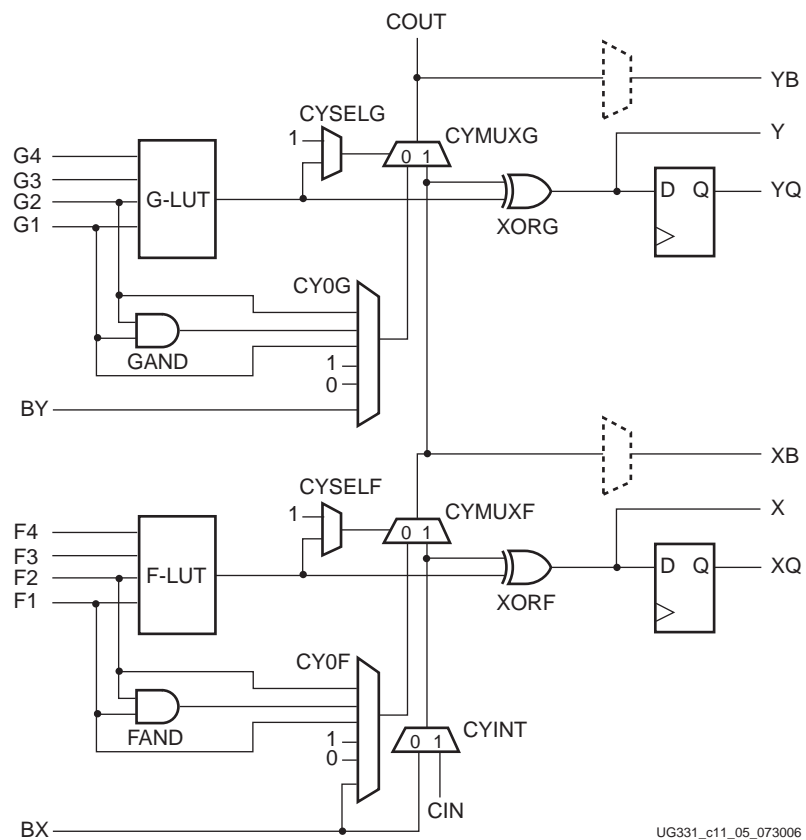 COUT
YB
CYSELG
1
CYMUXG
Y
0 1
G4
G3
G2
G1
G-LUT
D Q
YQ
XORG
CY0G
GAND
1
0
BY
XB
CYSELF
1
CYMUXF
X
0 1
F4
F3
F2
F1
F-LUT
D Q
XQ
XORF
CY0F
FAND
1
0
0 1
CYINT
CIN
BX
UG331_c11_05_073006